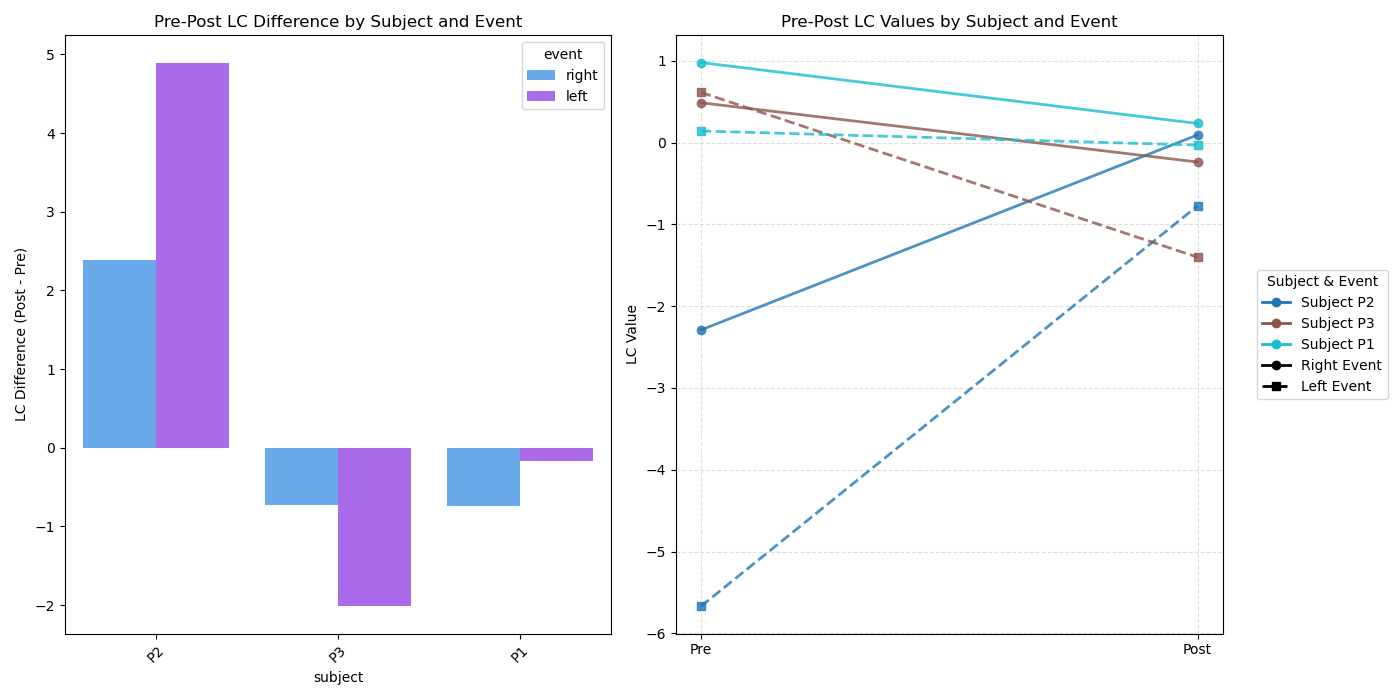 Pre-Post LC Difference by Subject and Event
LC Difference (Post - Pre)
5
4
3
2
1
0
−1
−2
event
right
left
P2
P3
P1
subject
Pre-Post LC Values by Subject and Event
LC Value
1
0
−1
−2
−3
−4
−5
−6
Pre
Post
Subject & Event
Subject P2
Subject P3
Subject P1
Right Event
Left Event